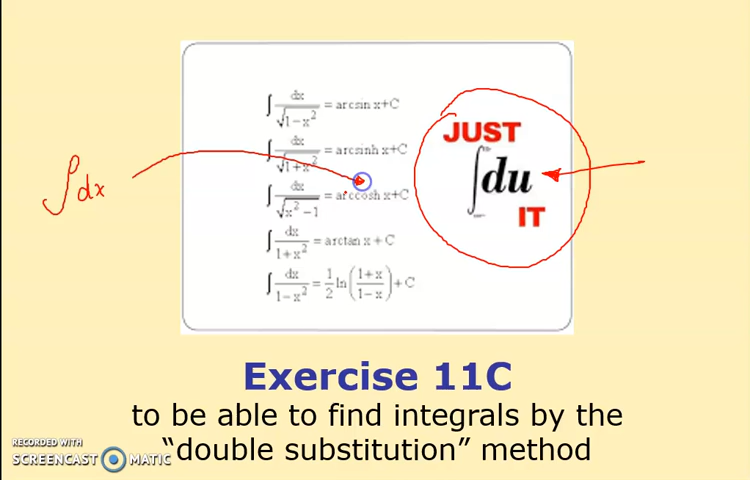 ∫ dx/√(1−x²) = arcsin x+C
∫ dx/√(1+x²) = arcsinh x+C
∫ dx/√(x²−1) = arccosh x+C
∫ dx/(1+x²) = arctan x+C
∫ dx/(1−x²) = 1/2 ln((1+x)/(1−x)) + C
JUST
∫du
IT
∫dx
Exercise 11C
to be able to find integrals by the
“double substitution” method
RECORDED WITH
SCREENCAST MATIC